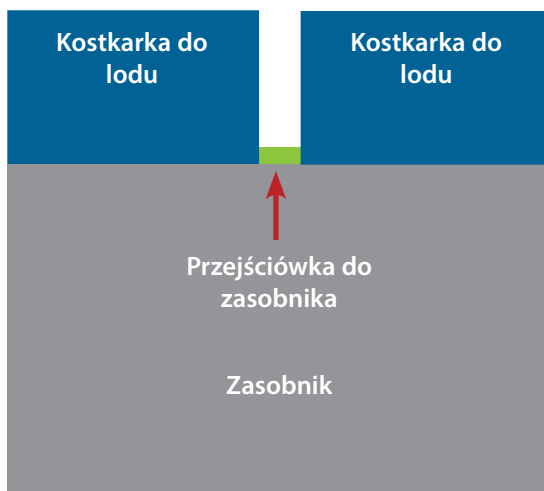 Kostkarka do
lodu
Kostkarka do
lodu
Przejściówka do
zasobnika
Zasobnik